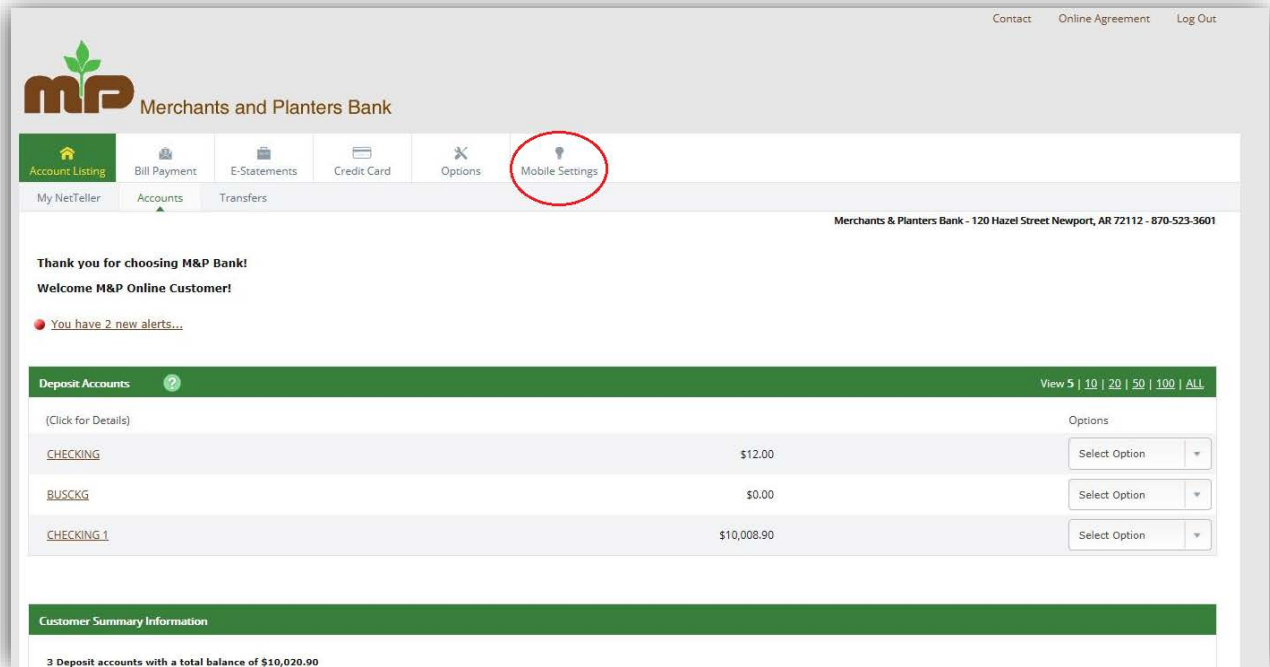 Contact Online Agreement Log Out
mp Merchants and Planters Bank
Account Listing Bill Payment E-Statements Credit Card Options Mobile Settings
My NetTeller Accounts Transfers
Merchants & Planters Bank - 120 Hazel Street Newport, AR 72112 - 870-523-3601
Thank you for choosing M&P Bank!
Welcome M&P Online Customer!
You have 2 new alerts...
Deposit Accounts ? View 5 | 10 | 20 | 50 | 100 | ALL
(Click for Details) Options
CHECKING $12.00 Select Option
BUSCKG $0.00 Select Option
CHECKING 1 $10,008.90 Select Option
Customer Summary Information
3 Deposit accounts with a total balance of $10,020.90